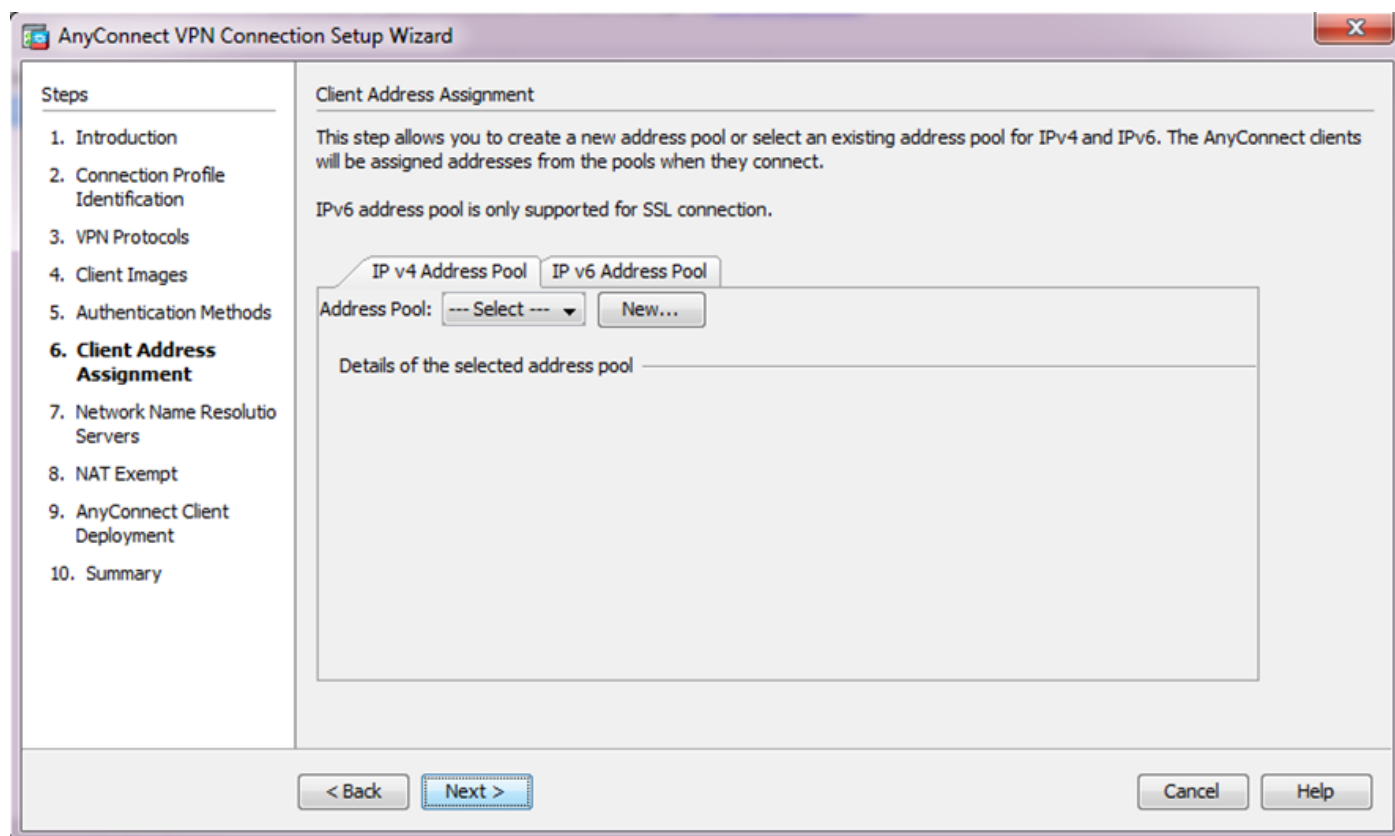 AnyConnect VPN Connection Setup Wizard
Steps
1. Introduction
2. Connection Profile
Identification
3. VPN Protocols
4. Client Images
5. Authentication Methods
6. Client Address
Assignment
7. Network Name Resolutio
Servers
8. NAT Exempt
9. AnyConnect Client
Deployment
10. Summary
Client Address Assignment
This step allows you to create a new address pool or select an existing address pool for IPv4 and IPv6. The AnyConnect clients
will be assigned addresses from the pools when they connect.
IPv6 address pool is only supported for SSL connection.
IP v4 Address Pool IP v6 Address Pool
Address Pool: --- Select --- New...
Details of the selected address pool
< Back Next > Cancel Help